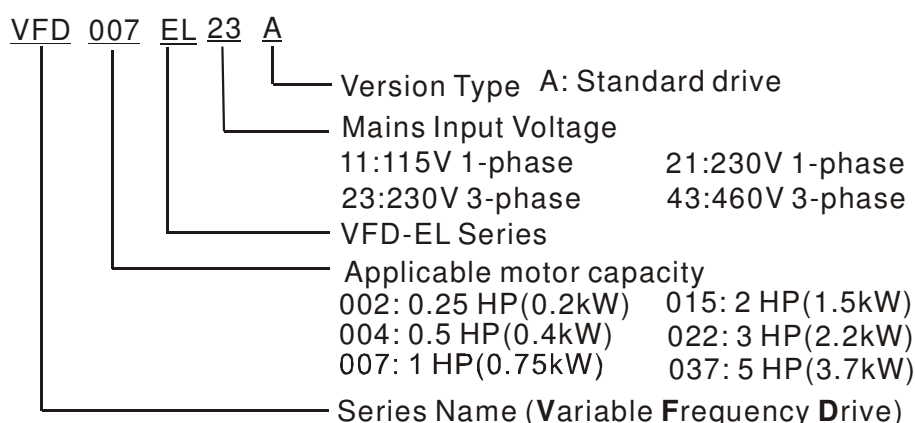 VFD 007 EL 23 A
Version Type A: Standard drive
Mains Input Voltage
11:115V 1-phase 21:230V 1-phase
23:230V 3-phase 43:460V 3-phase
VFD-EL Series
Applicable motor capacity
002: 0.25 HP(0.2kW) 015: 2 HP(1.5kW)
004: 0.5 HP(0.4kW) 022: 3 HP(2.2kW)
007: 1 HP(0.75kW) 037: 5 HP(3.7kW)
Series Name (Variable Frequency Drive)